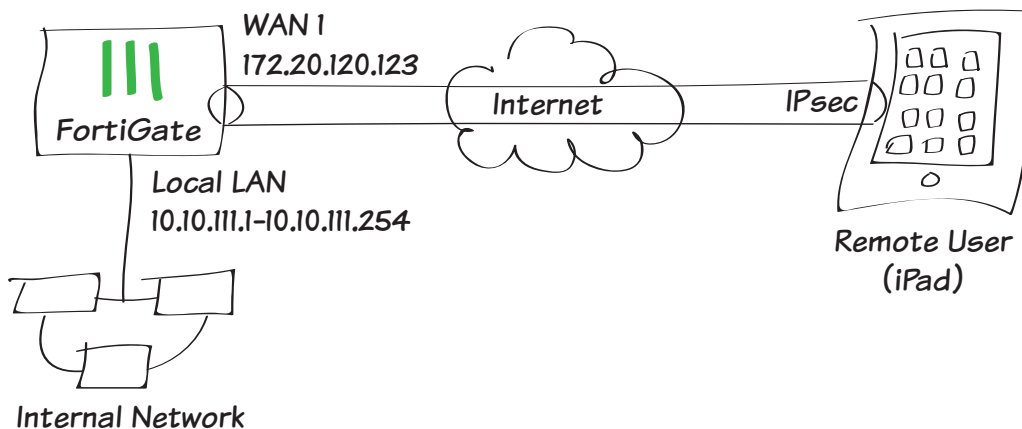 WAN 1
172.20.120.123
FortiGate
Internet
IPsec
Local LAN
10.10.111.1-10.10.111.254
Remote User
(iPad)
Internal Network